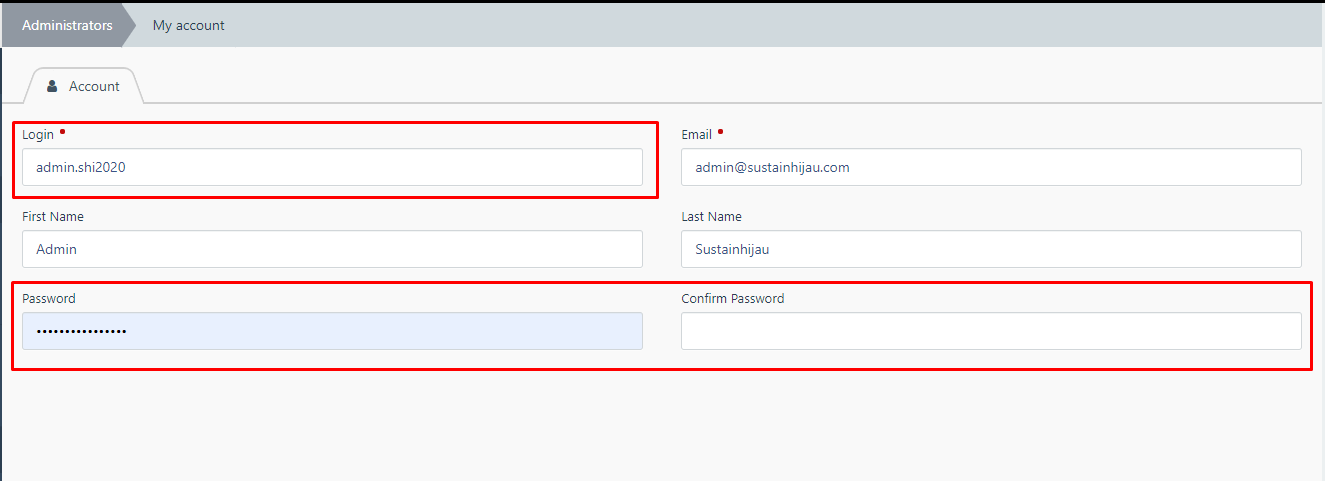 Administrators My account
Account
Login
Email
admin.shi2020
admin@sustainhijau.com
First Name
Last Name
Admin
Sustainhijau
Password
Confirm Password
••••••••••••••••